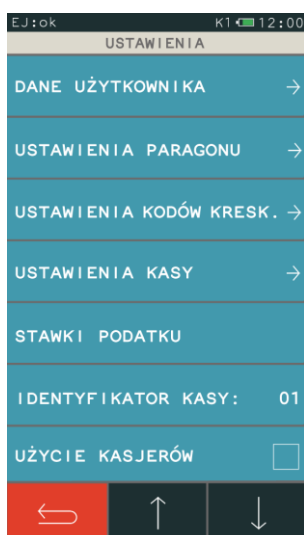 EJ:ok K1 12:00
USTAWIENIA
DANE UŻYTKOWNIKA
USTAWIENIA PARAGONU
USTAWIENIA KODÓW KRESK.
USTAWIENIA KASY
STAWKI PODATKU
IDENTYFIKATOR KASY: 01
UŻYCIE KASJERÓW